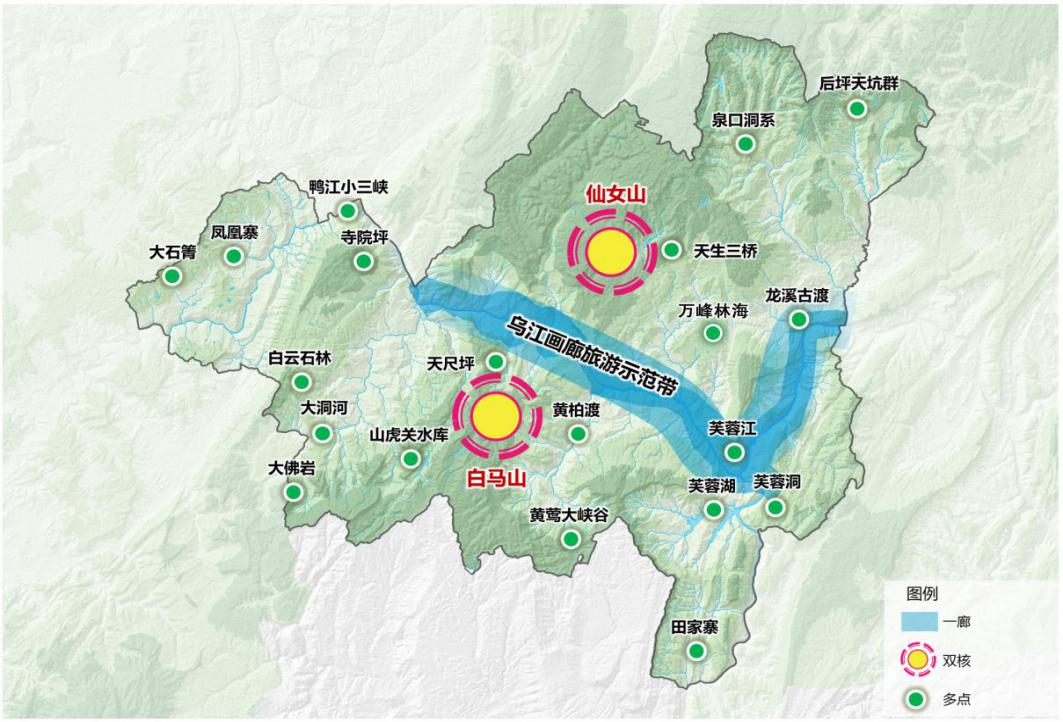 后坪天坑群
泉口洞系
鸭江小三峡
仙女山
凤凰寨
寺院坪
大石箐
天生三桥
龙溪古渡
万峰林海
乌江画廊旅游示范带
白云石林
天尺坪
大洞河
黄柏渡
山虎关水库
芙蓉江
大佛岩
白马山
芙蓉湖
芙蓉洞
黄莺大峡谷
田家寨
图例
一廊
双核
多点